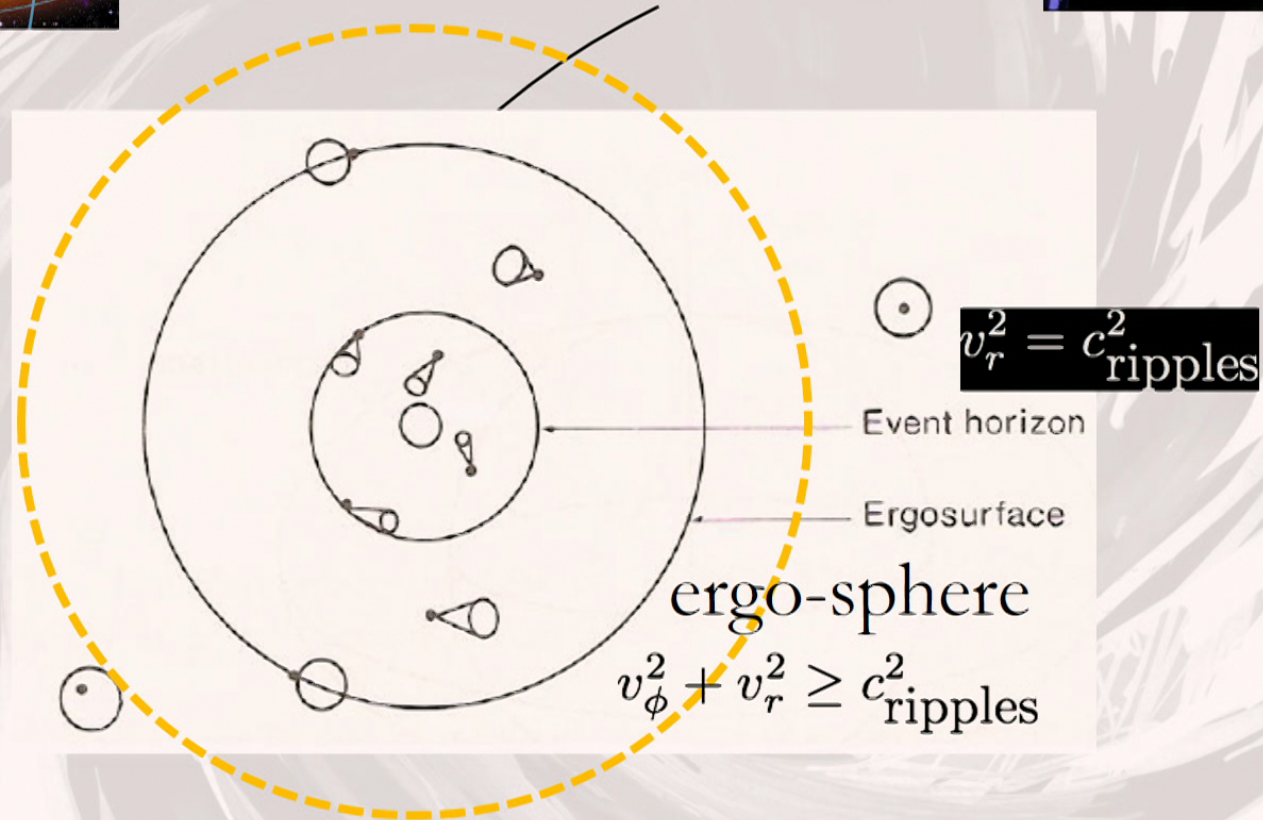 v_r^2 = c_ripples^2
Event horizon
Ergosurface
ergo-sphere
v_ϕ^2 + v_r^2 ≥ c_ripples^2